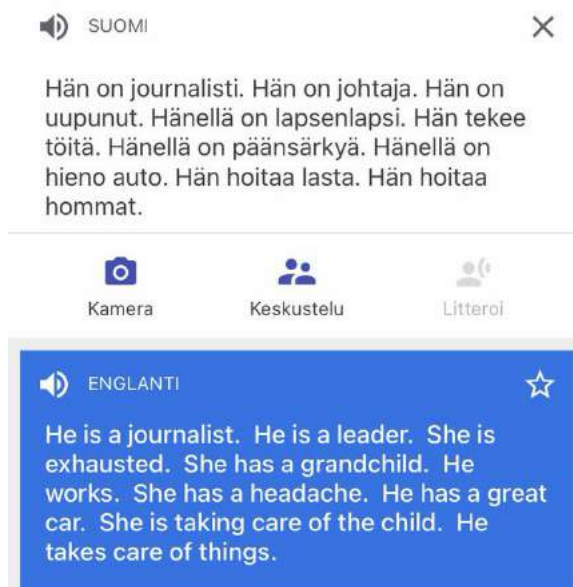 SUOMI
Hän on journalisti. Hän on johtaja. Hän on
uupunut. Hänellä on lapsenlapsi. Hän tekee
töitä. Hänellä on päänsärkyä. Hänellä on
hieno auto. Hän hoitaa lasta. Hän hoitaa
hommat.
Kamera Keskustelu Litteroi
ENGLANTI
He is a journalist. He is a leader. She is
exhausted. She has a grandchild. He
works. She has a headache. He has a great
car. She is taking care of the child. He
takes care of things.